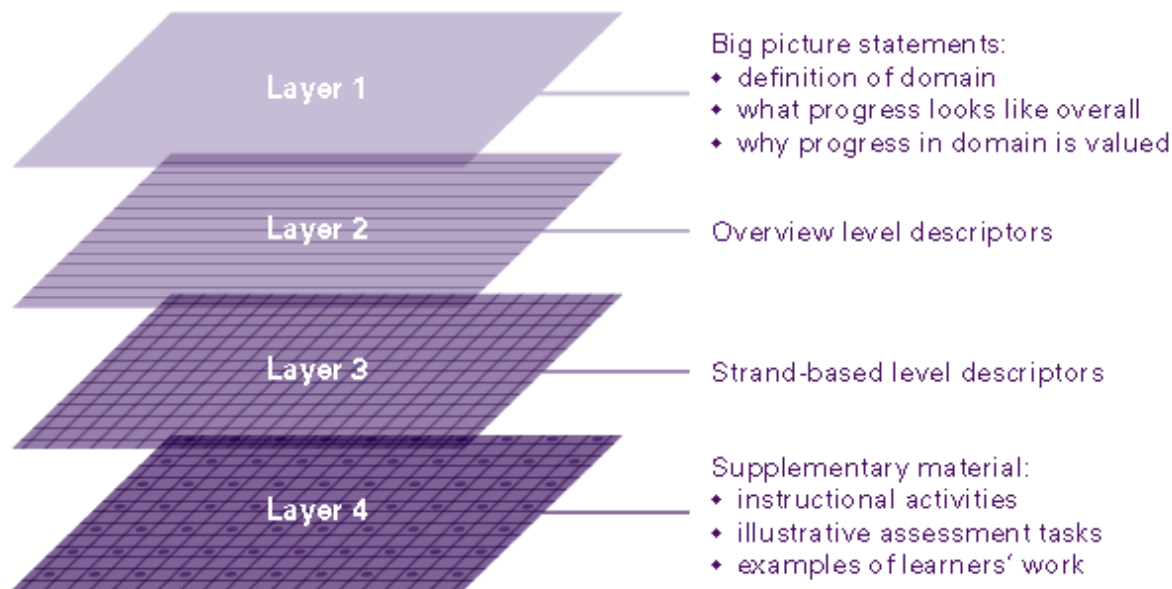 Layer 1
Big picture statements:
• definition of domain
• what progress looks like overall
• why progress in domain is valued
Layer 2
Overview level descriptors
Layer 3
Strand-based level descriptors
Layer 4
Supplementary material:
• instructional activities
• illustrative assessment tasks
• examples of learners’ work